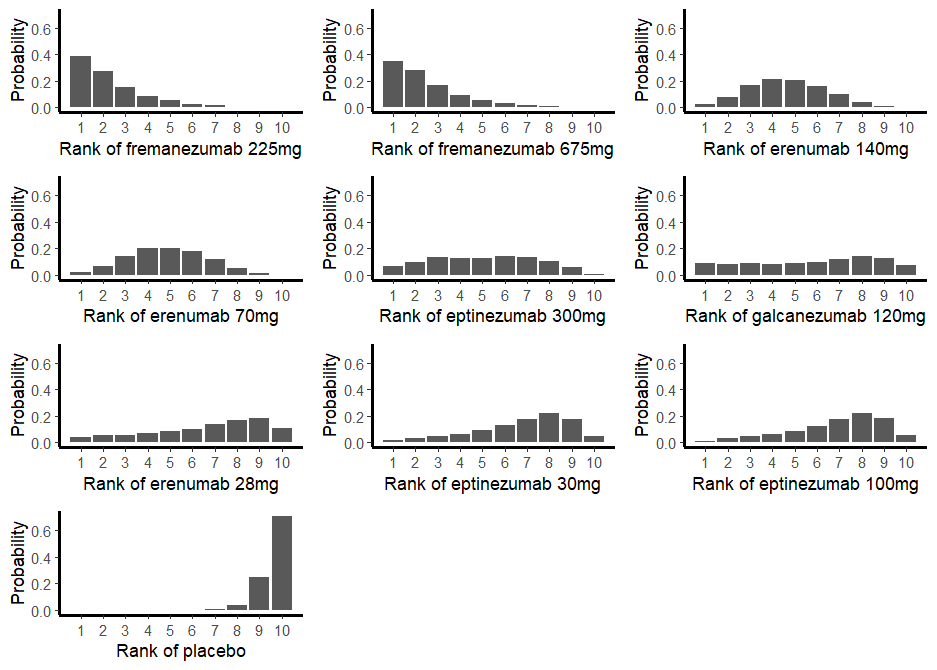 Probability
0.6
0.4
0.2
0.0
1 2 3 4 5 6 7 8 9 10
Rank of fremanezumab 225mg
Probability
0.6
0.4
0.2
0.0
1 2 3 4 5 6 7 8 9 10
Rank of fremanezumab 675mg
Probability
0.6
0.4
0.2
0.0
1 2 3 4 5 6 7 8 9 10
Rank of erenumab 140mg
Probability
0.6
0.4
0.2
0.0
1 2 3 4 5 6 7 8 9 10
Rank of erenumab 70mg
Probability
0.6
0.4
0.2
0.0
1 2 3 4 5 6 7 8 9 10
Rank of eptinezumab 300mg
Probability
0.6
0.4
0.2
0.0
1 2 3 4 5 6 7 8 9 10
Rank of galcanezumab 120mg
Probability
0.6
0.4
0.2
0.0
1 2 3 4 5 6 7 8 9 10
Rank of erenumab 28mg
Probability
0.6
0.4
0.2
0.0
1 2 3 4 5 6 7 8 9 10
Rank of eptinezumab 30mg
Probability
0.6
0.4
0.2
0.0
1 2 3 4 5 6 7 8 9 10
Rank of eptinezumab 100mg
Probability
0.6
0.4
0.2
0.0
1 2 3 4 5 6 7 8 9 10
Rank of placebo